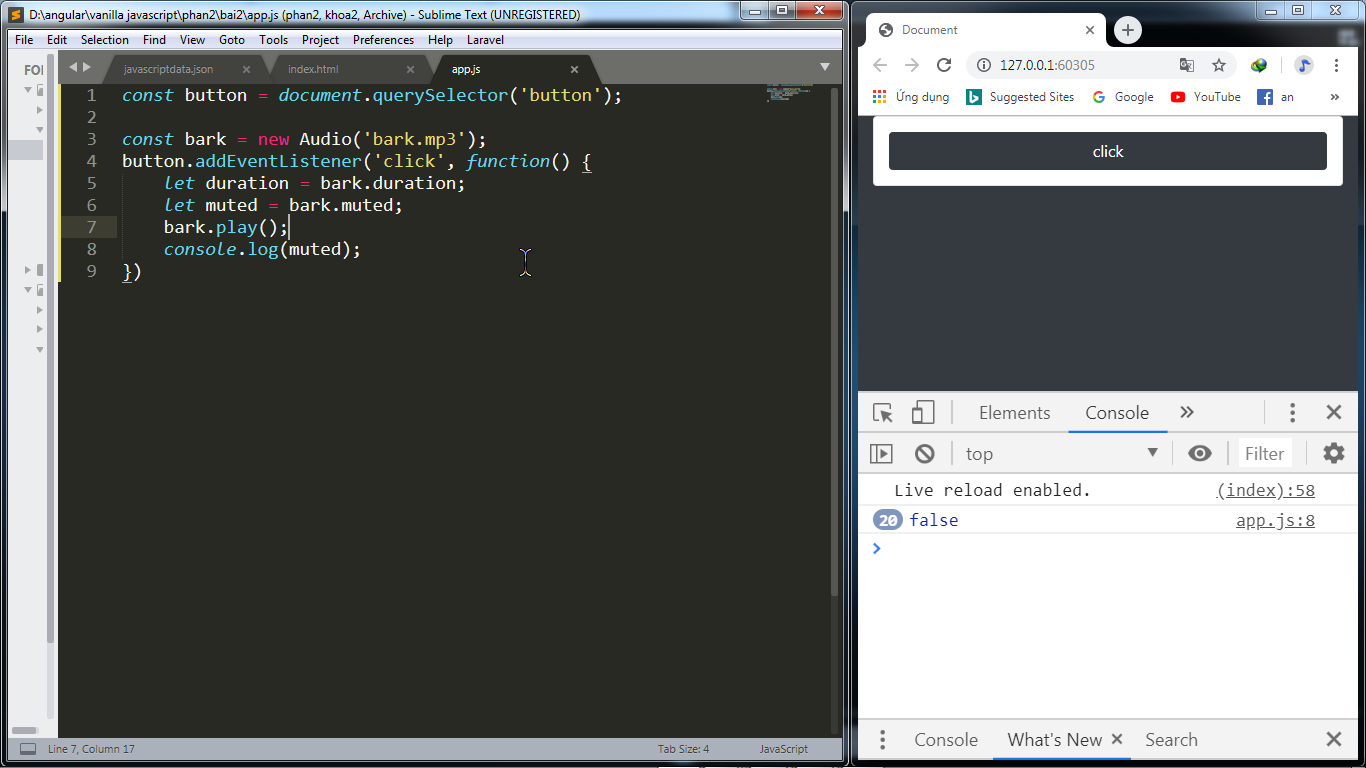 D:\angular\vanilla javascript\phan2\bai2\app.js (phan2, khoa2, Archive) - Sublime Text (UNREGISTERED)
File Edit Selection Find View Goto Tools Project Preferences Help Laravel
javascriptdata.json index.html app.js
1 const button = document.querySelector('button');
2
3 const bark = new Audio('bark.mp3');
4 button.addEventListener('click', function() {
5 let duration = bark.duration;
6 let muted = bark.muted;
7 bark.play();
8 console.log(muted);
9 })
Line 7, Column 17 Tab Size: 4 JavaScript
Document
127.0.0.1:60305
Ứng dụng Suggested Sites Google YouTube an »
click
Elements Console »
top Filter
Live reload enabled. (index):58
20 false app.js:8
Console What's New Search